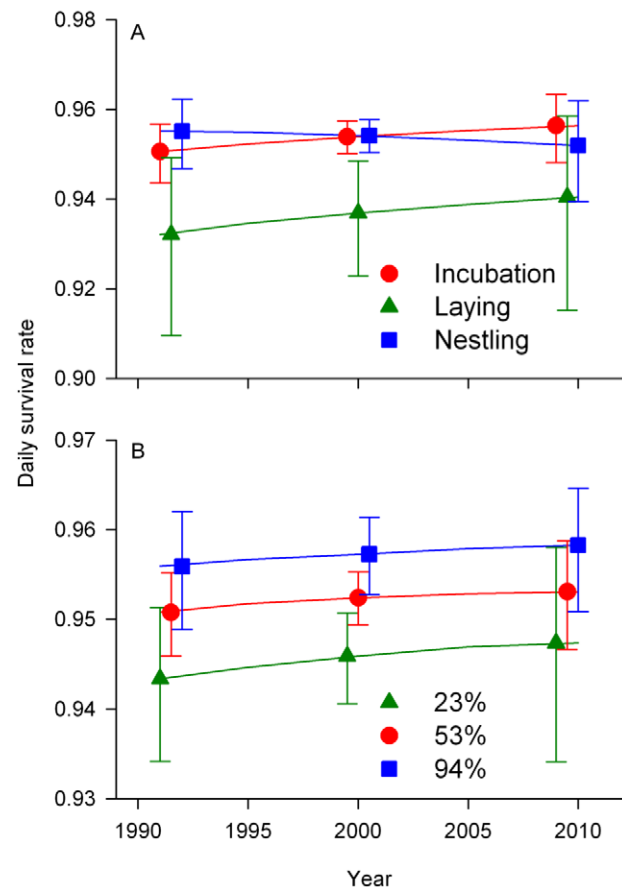 0.98
A
0.96
0.94
0.92
0.90
Incubation
Laying
Nestling
Daily survival rate
0.97
B
0.96
0.95
0.94
0.93
23%
53%
94%
1990 1995 2000 2005 2010
Year